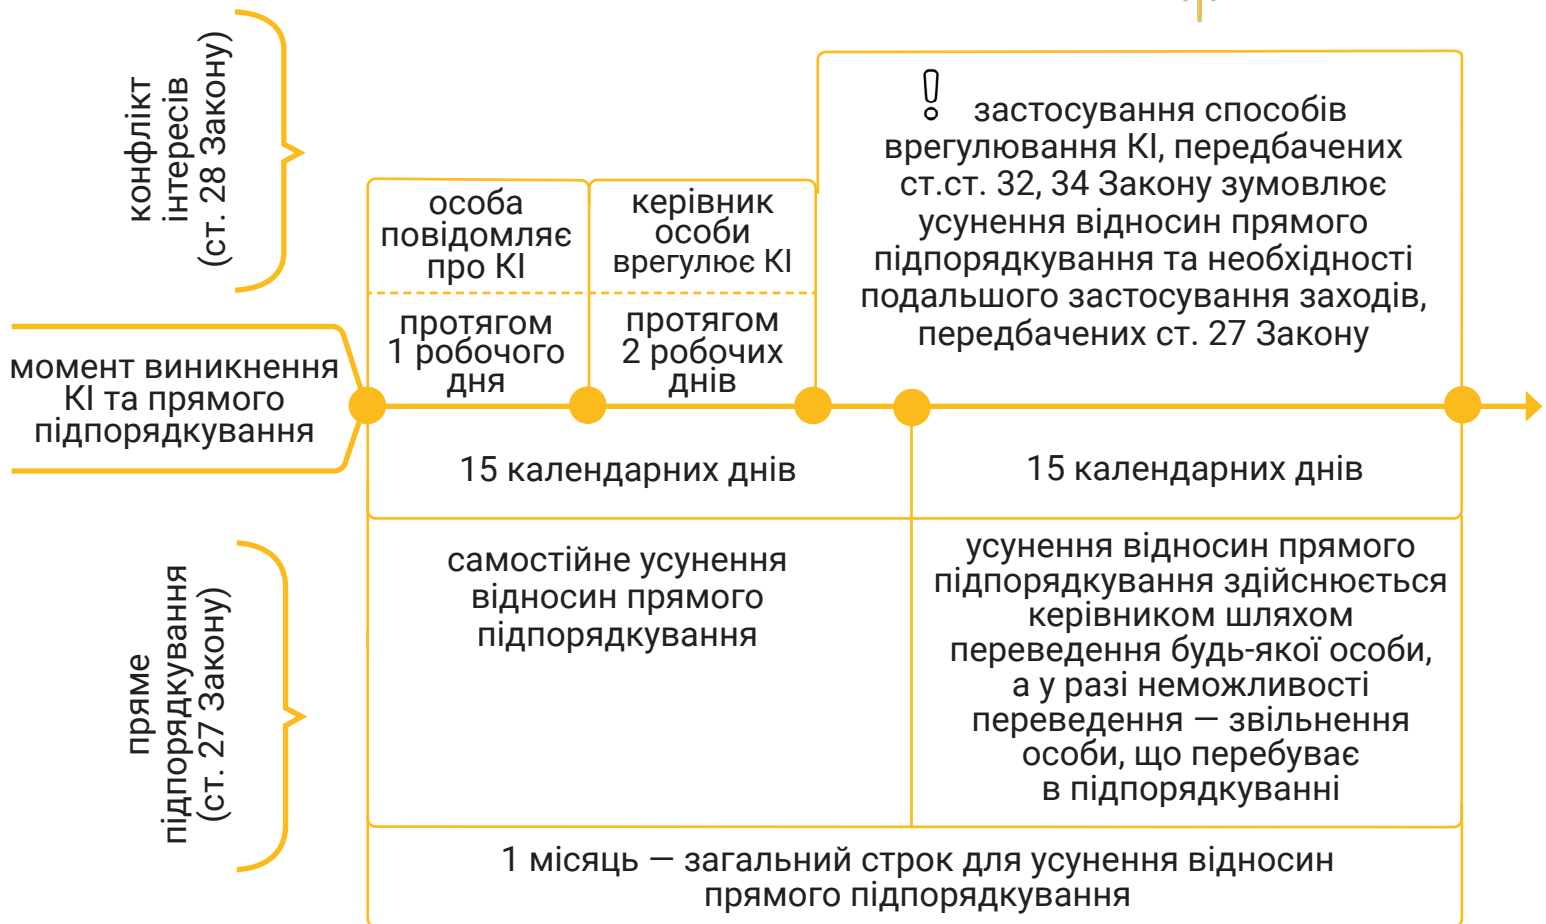 конфлікт
інтересів
(ст. 28 Закону)
особа
повідомляє
про КІ
протягом
1 робочого
дня
керівник
особи
врегулює КІ
протягом
2 робочих
днів
застосування способів
врегулювання КІ, передбачених
ст.ст. 32, 34 Закону зумовлює
усунення відносин прямого
підпорядкування та необхідності
подальшого застосування заходів,
передбачених ст. 27 Закону
момент виникнення
КІ та прямого
підпорядкування
15 календарних днів
15 календарних днів
пряме
підпорядкування
(ст. 27 Закону)
самостійне усунення
відносин прямого
підпорядкування
усунення відносин прямого
підпорядкування здійснюється
керівником шляхом
переведення будь-якої особи,
а у разі неможливості
переведення — звільнення
особи, що перебуває
в підпорядкуванні
1 місяць — загальний строк для усунення відносин
прямого підпорядкування